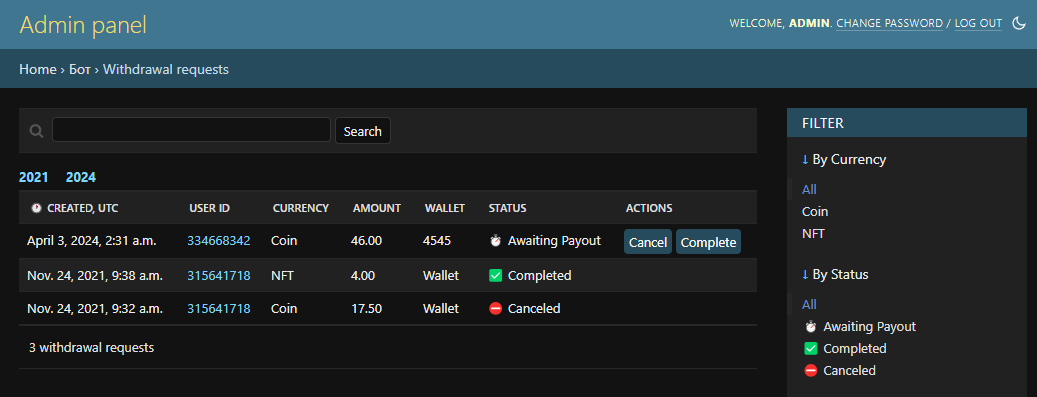 Admin panel
WELCOME, ADMIN. CHANGE PASSWORD / LOG OUT
Home › Бот › Withdrawal requests
Search
2021 2024
CREATED, UTC USER ID CURRENCY AMOUNT WALLET STATUS ACTIONS
April 3, 2024, 2:31 a.m. 334668342 Coin 46.00 4545 Awaiting Payout Cancel Complete
Nov. 24, 2021, 9:38 a.m. 315641718 NFT 4.00 Wallet Completed
Nov. 24, 2021, 9:32 a.m. 315641718 Coin 17.50 Wallet Canceled
3 withdrawal requests
FILTER
↓ By Currency
All
Coin
NFT
↓ By Status
All
Awaiting Payout
Completed
Canceled